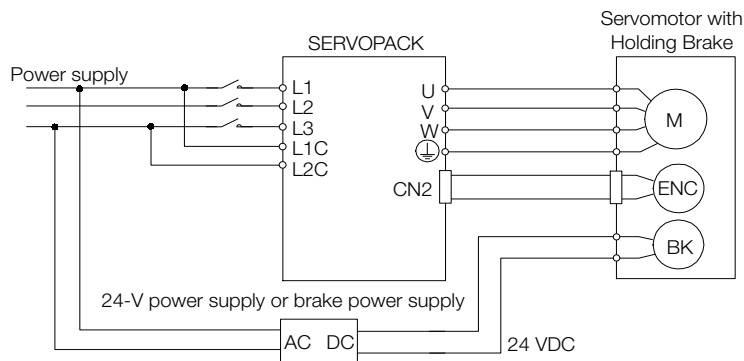 Servomotor with
Holding Brake
SERVOPACK
Power supply
L1
L2
L3
L1C
L2C
U
V
W
CN2
M
ENC
BK
24-V power supply or brake power supply
AC DC
24 VDC